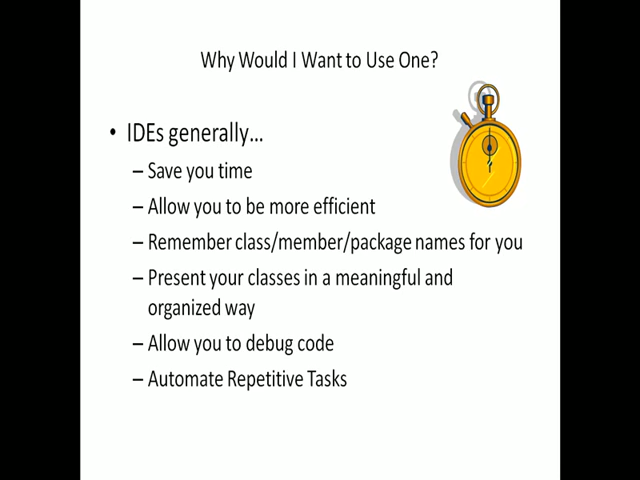 Why Would I Want to Use One?
• IDEs generally…
– Save you time
– Allow you to be more efficient
– Remember class/member/package names for you
– Present your classes in a meaningful and
organized way
– Allow you to debug code
– Automate Repetitive Tasks